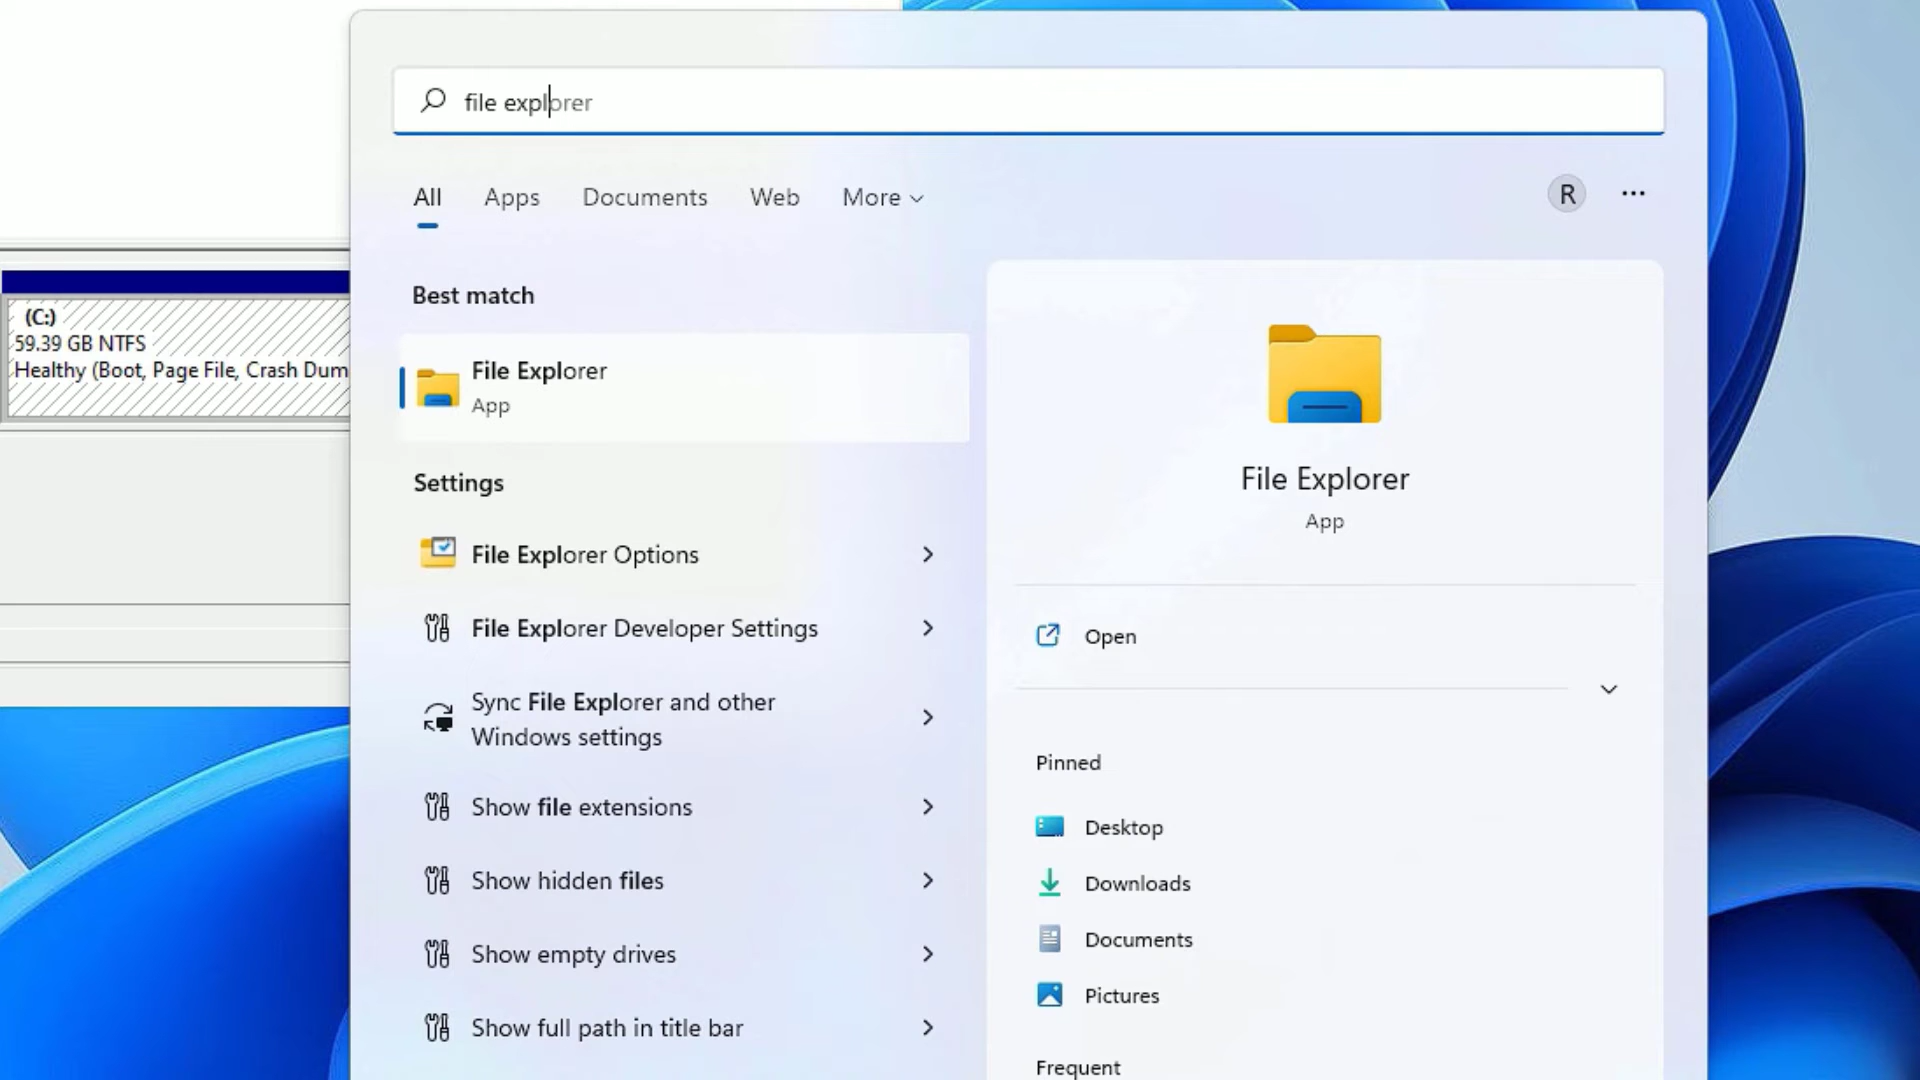 file explorer
All Apps Documents Web More
R
Best match
File Explorer
App
Settings
File Explorer Options
File Explorer Developer Settings
Sync File Explorer and other
Windows settings
Show file extensions
Show hidden files
Show empty drives
Show full path in title bar
File Explorer
App
Open
Pinned
Desktop
Downloads
Documents
Pictures
Frequent
(C:)
59.39 GB NTFS
Healthy (Boot, Page File, Crash Dum